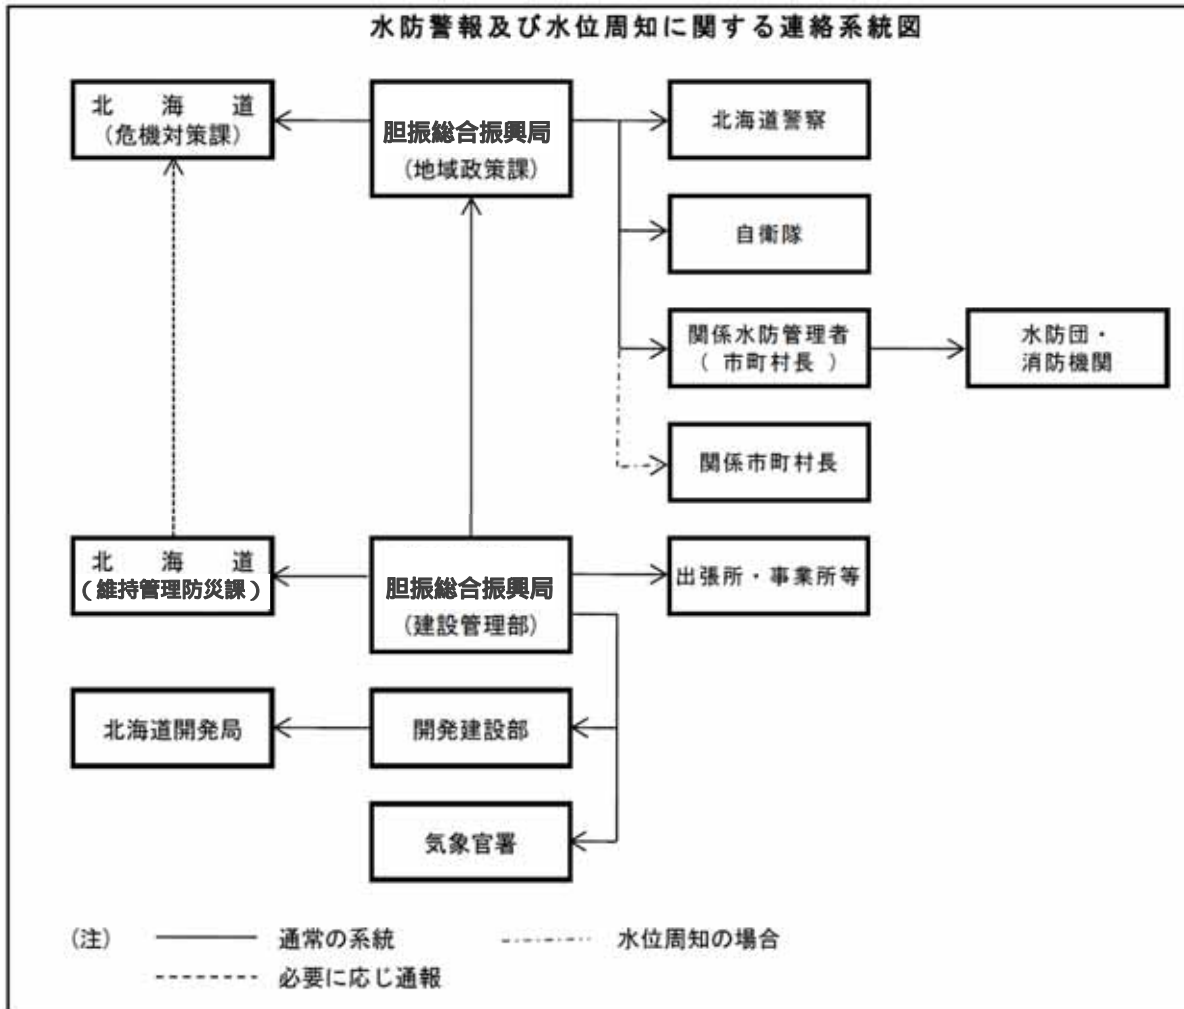 水防警報及び水位周知に関する連絡系統図
北海道
(危機対策課)
胆振総合振興局
(地域政策課)
北海道警察
自衛隊
関係水防管理者
(市町村長)
水防団・
消防機関
関係市町村長
北海道
(維持管理防災課)
胆振総合振興局
(建設管理部)
出張所・事業所等
北海道開発局
開発建設部
気象官署
(注) 通常の系統 水位周知の場合
必要に応じ通報